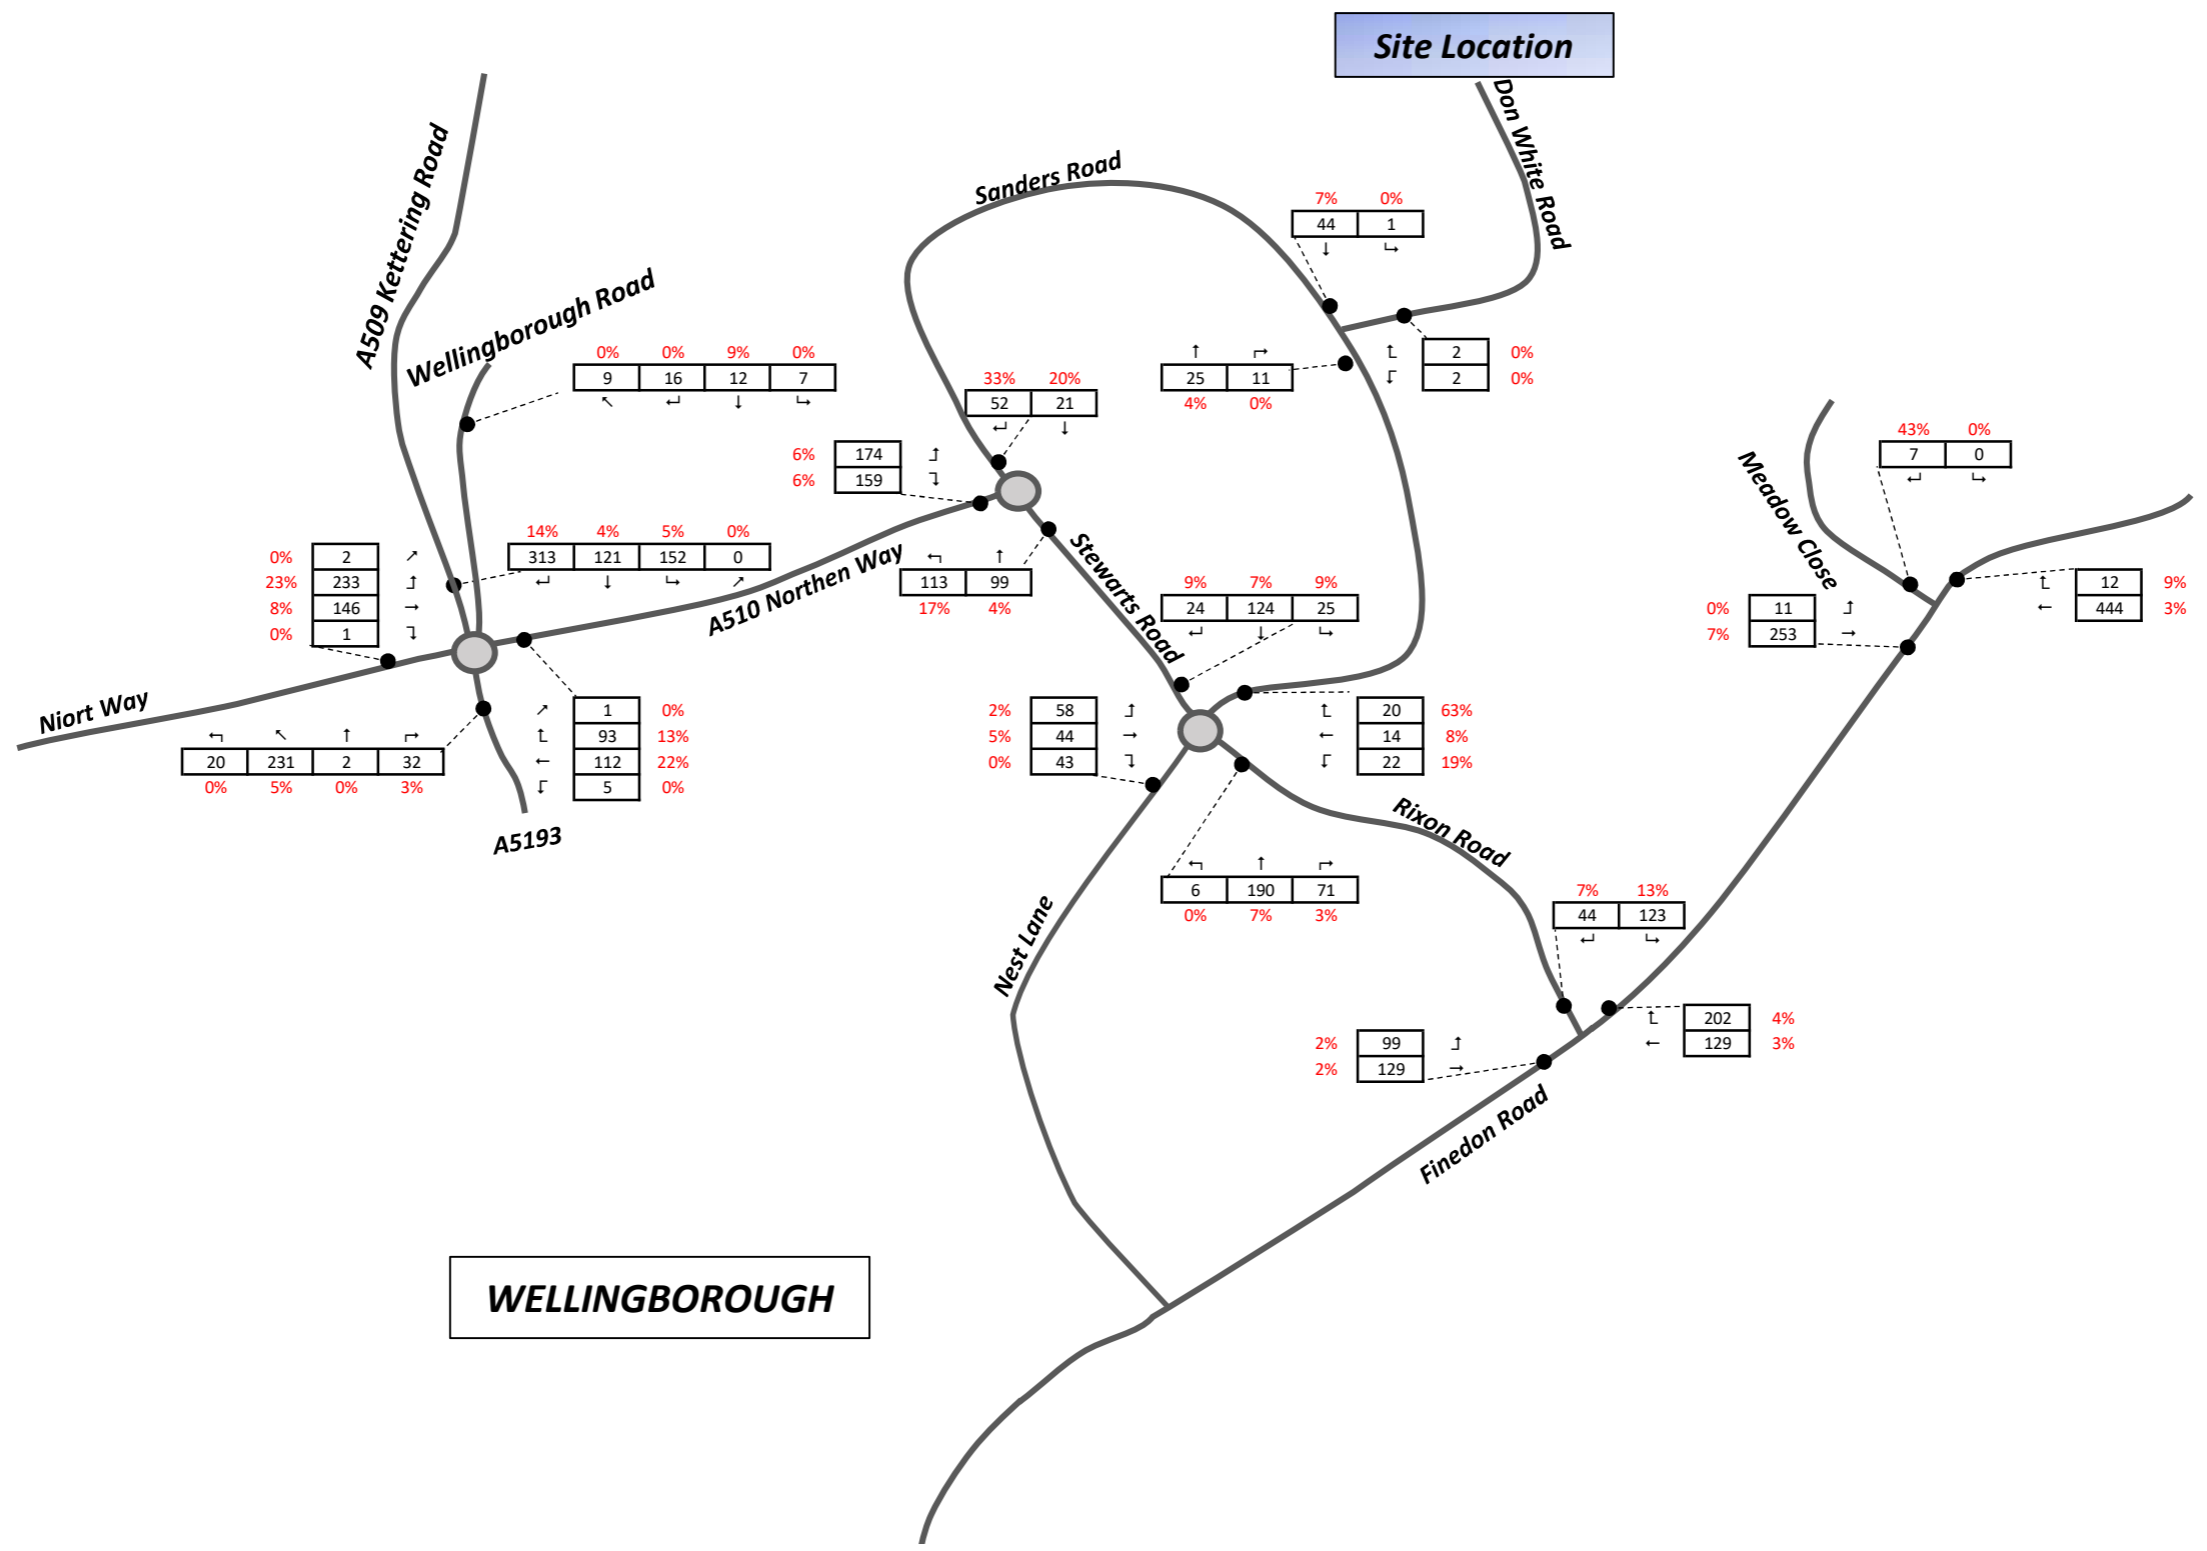 Site Location
Don White Road
Sanders Road
7% 0%
44 1
↓ ↳
A509 Kettering Road
Wellingborough Road
0% 0% 9% 0%
9 16 12 7
↖ ↵ ↓ ↳
↑ ↱
25 11
4% 0%
↥ 2 0%
↧ 2 0%
33% 20%
52 21
↵ ↓
6% 174
6% 159
43% 0%
7 0
↵ ↳
Meadow Close
14% 4% 5% 0%
313 121 152 0
↵ ↓ ↳ ↗
0% 2 ↗
23% 233
8% 146 →
0% 1
A510 Northen Way
↰ ↑
113 99
17% 4%
Stewarts Road
9% 7% 9%
24 124 25
↵ ↓ ↳
12 9%
← 444 3%
0% 11
7% 253 →
Niort Way
↰ ↖ ↑ ↱
20 231 2 32
0% 5% 0% 3%
↗ 1 0%
93 13%
← 112 22%
5 0%
A5193
2% 58
5% 44 →
0% 43
20 63%
← 14 8%
22 19%
Rixon Road
↰ ↑ ↱
6 190 71
0% 7% 3%
Nest Lane
7% 13%
44 123
↵ ↳
202 4%
← 129 3%
2% 99
2% 129 →
Finedon Road
WELLINGBOROUGH